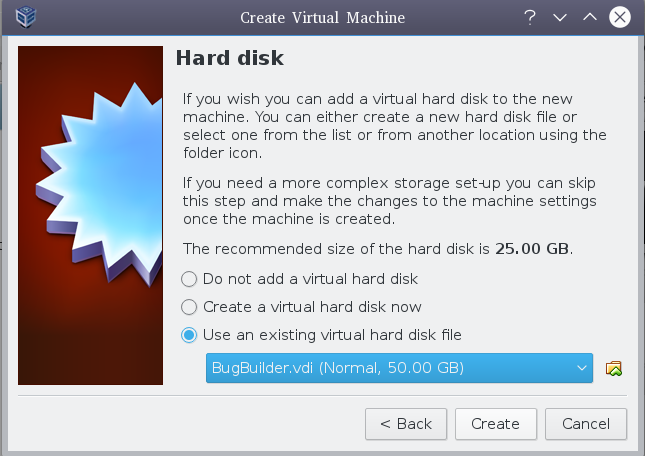 Create Virtual Machine
Hard disk
If you wish you can add a virtual hard disk to the new
machine. You can either create a new hard disk file or
select one from the list or from another location using the
folder icon.
If you need a more complex storage set-up you can skip
this step and make the changes to the machine settings
once the machine is created.
The recommended size of the hard disk is 25.00 GB.
Do not add a virtual hard disk
Create a virtual hard disk now
Use an existing virtual hard disk file
BugBuilder.vdi (Normal, 50.00 GB)
< Back
Create
Cancel